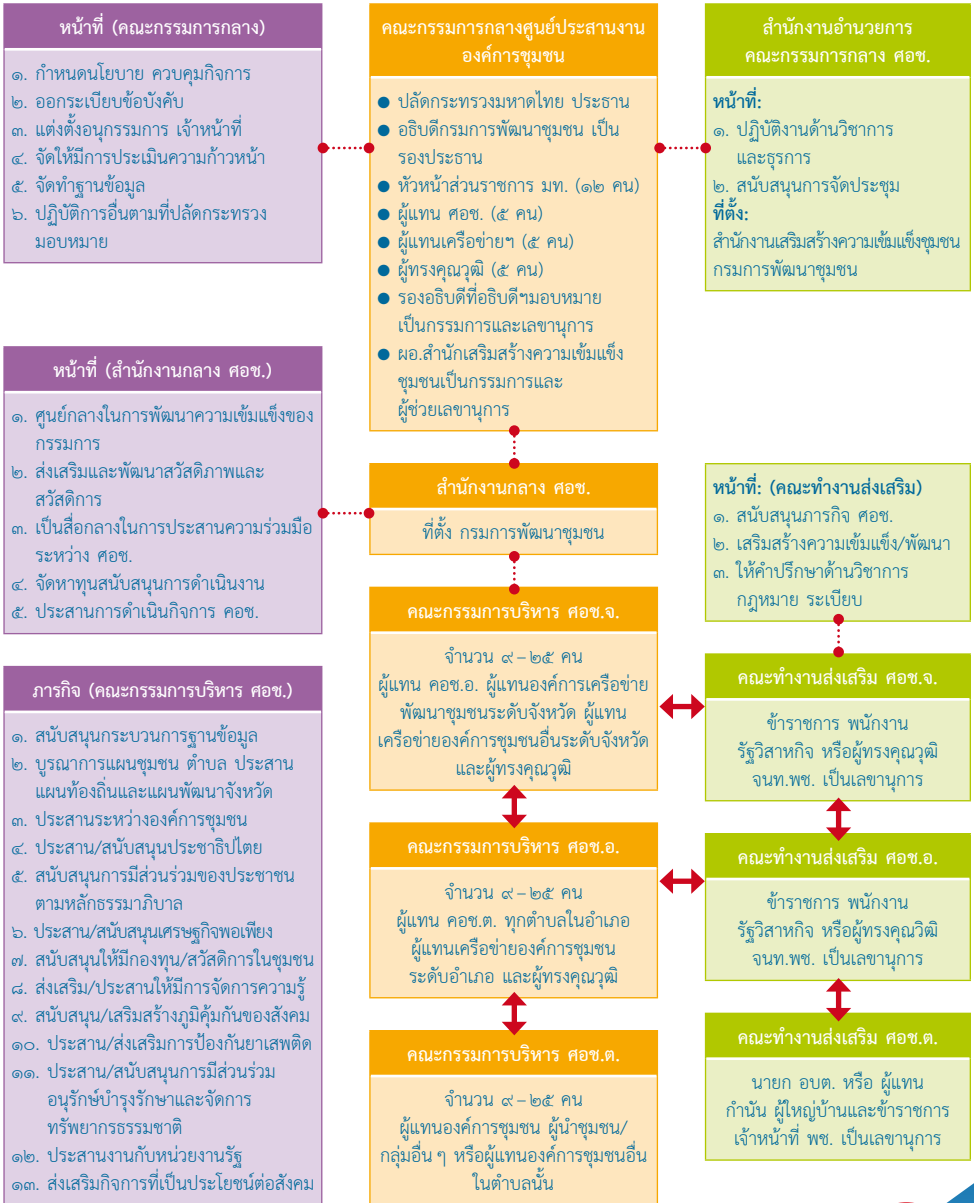 หน้าที่ (คณะกรรมการกลาง)
๑. กำหนดนโยบาย ควบคุมกิจการ
๒. ออกระเบียบข้อบังคับ
๓. แต่งตั้งอนุกรรมการ เจ้าหน้าที่
๔. จัดให้มีการประเมินความก้าวหน้า
๕. จัดทำฐานข้อมูล
๖. ปฏิบัติการอื่นตามที่ปลัดกระทรวง
มอบหมาย
คณะกรรมการกลางศูนย์ประสานงาน
องค์การชุมชน
● ปลัดกระทรวงมหาดไทย ประธาน
● อธิบดีกรมการพัฒนาชุมชน เป็น
รองประธาน
● หัวหน้าส่วนราชการ มท. (๑๒ คน)
● ผู้แทน ศอช. (๕ คน)
● ผู้แทนเครือข่ายฯ (๕ คน)
● ผู้ทรงคุณวุฒิ (๕ คน)
● รองอธิบดีที่อธิบดีฯมอบหมาย
เป็นกรรมการและเลขานุการ
● ผอ.สำนักเสริมสร้างความเข้มแข็ง
ชุมชนเป็นกรรมการและ
ผู้ช่วยเลขานุการ
สำนักงานอำนวยการ
คณะกรรมการกลาง ศอช.
หน้าที่:
๑. ปฏิบัติงานด้านวิชาการ
และธุรการ
๒. สนับสนุนการจัดประชุม
ที่ตั้ง:
สำนักงานเสริมสร้างความเข้มแข็งชุมชน
กรมการพัฒนาชุมชน
หน้าที่ (สำนักงานกลาง ศอช.)
๑. ศูนย์กลางในการพัฒนาความเข้มแข็งของ
กรรมการ
๒. ส่งเสริมและพัฒนาสวัสดิภาพและ
สวัสดิการ
๓. เป็นสื่อกลางในการประสานความร่วมมือ
ระหว่าง ศอช.
๔. จัดหาทุนสนับสนุนการดำเนินงาน
๕. ประสานการดำเนินกิจการ คอช.
สำนักงานกลาง ศอช.
ที่ตั้ง กรมการพัฒนาชุมชน
หน้าที่: (คณะทำงานส่งเสริม)
๑. สนับสนุนภารกิจ ศอช.
๒. เสริมสร้างความเข้มแข็ง/พัฒนา
๓. ให้คำปรึกษาด้านวิชาการ
กฎหมาย ระเบียบ
ภารกิจ (คณะกรรมการบริหาร ศอช.)
๑. สนับสนุนกระบวนการฐานข้อมูล
๒. บูรณาการแผนชุมชน ตำบล ประสาน
แผนท้องถิ่นและแผนพัฒนาจังหวัด
๓. ประสานระหว่างองค์การชุมชน
๔. ประสาน/สนับสนุนประชาธิปไตย
๕. สนับสนุนการมีส่วนร่วมของประชาชน
ตามหลักธรรมาภิบาล
๖. ประสาน/สนับสนุนเศรษฐกิจพอเพียง
๗. สนับสนุนให้มีกองทุน/สวัสดิการในชุมชน
๘. ส่งเสริม/ประสานให้มีการจัดการความรู้
๙. สนับสนุน/เสริมสร้างภูมิคุ้มกันของสังคม
๑๐. ประสาน/ส่งเสริมการป้องกันยาเสพติด
๑๑. ประสาน/สนับสนุนการมีส่วนร่วม
อนุรักษ์บำรุงรักษาและจัดการ
ทรัพยากรธรรมชาติ
๑๒. ประสานงานกับหน่วยงานรัฐ
๑๓. ส่งเสริมกิจการที่เป็นประโยชน์ต่อสังคม
คณะกรรมการบริหาร ศอช.จ.
จำนวน ๙–๒๕ คน
ผู้แทน คอช.อ. ผู้แทนองค์การเครือข่าย
พัฒนาชุมชนระดับจังหวัด ผู้แทน
เครือข่ายองค์การชุมชนอื่นระดับจังหวัด
และผู้ทรงคุณวุฒิ
คณะทำงานส่งเสริม ศอช.จ.
ข้าราชการ พนักงาน
รัฐวิสาหกิจ หรือผู้ทรงคุณวุฒิ
จนท.พช. เป็นเลขานุการ
คณะกรรมการบริหาร ศอช.อ.
จำนวน ๙–๒๕ คน
ผู้แทน คอช.ต. ทุกตำบลในอำเภอ
ผู้แทนเครือข่ายองค์การชุมชน
ระดับอำเภอ และผู้ทรงคุณวุฒิ
คณะทำงานส่งเสริม ศอช.อ.
ข้าราชการ พนักงาน
รัฐวิสาหกิจ หรือผู้ทรงคุณวิฒิ
จนท.พช. เป็นเลขานุการ
คณะกรรมการบริหาร ศอช.ต.
จำนวน ๙–๒๕ คน
ผู้แทนองค์การชุมชน ผู้นำชุมชน/
กลุ่มอื่น ๆ หรือผู้แทนองค์การชุมชนอื่น
ในตำบลนั้น
คณะทำงานส่งเสริม ศอช.ต.
นายก อบต. หรือ ผู้แทน
กำนัน ผู้ใหญ่บ้านและข้าราชการ
เจ้าหน้าที่ พช. เป็นเลขานุการ